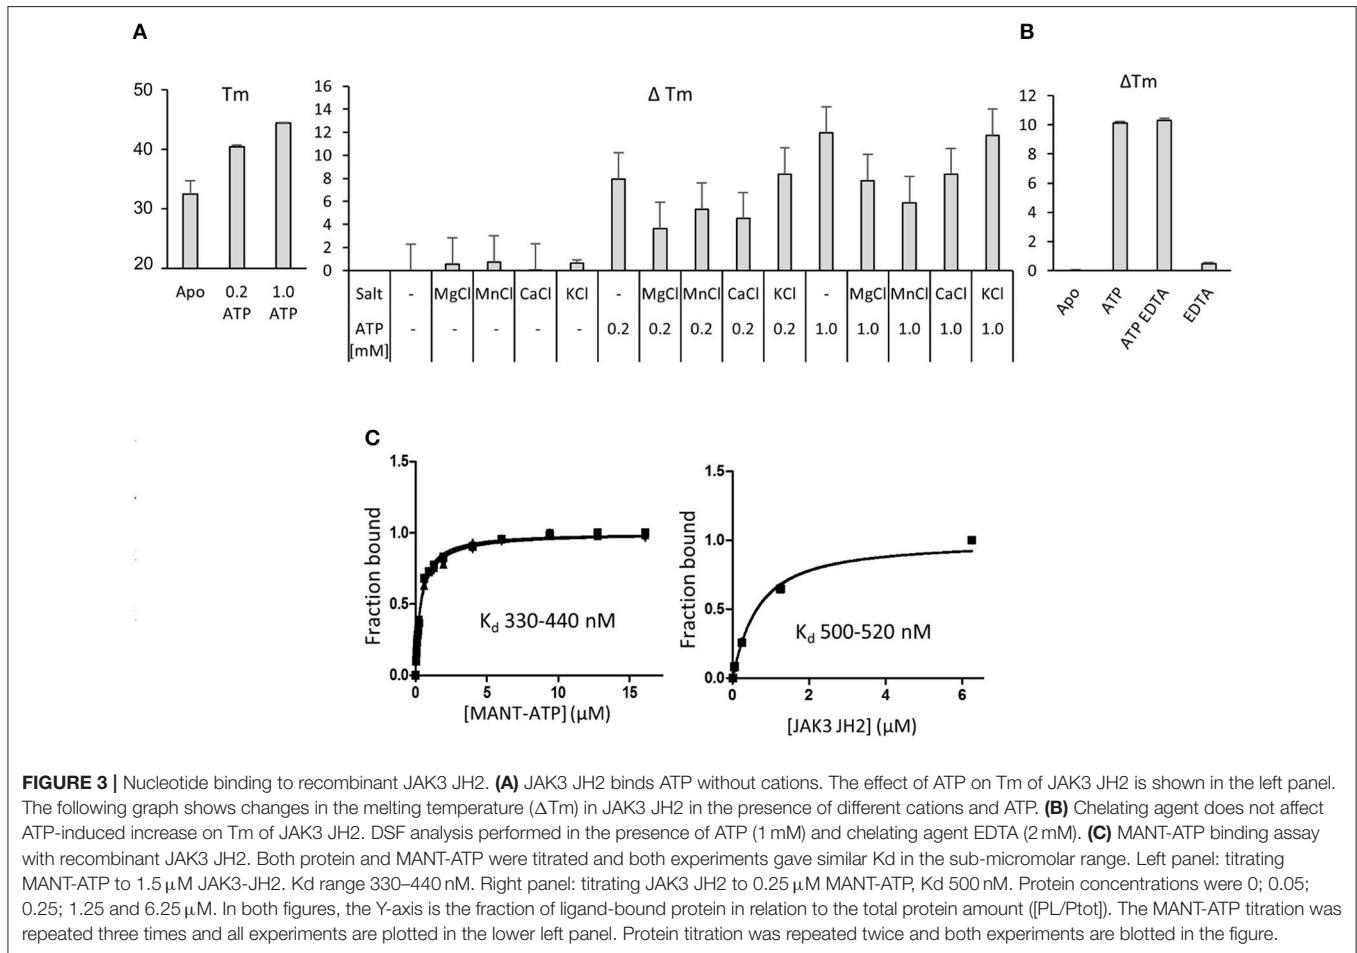 A
B
Tm
50
40
30
20
Apo
0.2
ATP
1.0
ATP
Δ Tm
16
14
12
10
8
6
4
2
0
Salt - MgCl MnCl CaCl KCl - MgCl MnCl CaCl KCl - MgCl MnCl CaCl KCl
ATP - - - - - 0.2 0.2 0.2 0.2 0.2 1.0 1.0 1.0 1.0 1.0
[mM]
ΔTm
12
10
8
6
4
2
0
Apo
ATP
ATP EDTA
EDTA
C
Fraction bound
1.5
1.0
0.5
0.0
Kd 330-440 nM
0 5 10 15
[MANT-ATP] (μM)
Fraction bound
1.5
1.0
0.5
0.0
Kd 500-520 nM
0 2 4 6
[JAK3 JH2] (μM)
FIGURE 3 | Nucleotide binding to recombinant JAK3 JH2. (A) JAK3 JH2 binds ATP without cations. The effect of ATP on Tm of JAK3 JH2 is shown in the left panel.
The following graph shows changes in the melting temperature (ΔTm) in JAK3 JH2 in the presence of different cations and ATP. (B) Chelating agent does not affect
ATP-induced increase on Tm of JAK3 JH2. DSF analysis performed in the presence of ATP (1 mM) and chelating agent EDTA (2 mM). (C) MANT-ATP binding assay
with recombinant JAK3 JH2. Both protein and MANT-ATP were titrated and both experiments gave similar Kd in the sub-micromolar range. Left panel: titrating
MANT-ATP to 1.5 μM JAK3-JH2. Kd range 330–440 nM. Right panel: titrating JAK3 JH2 to 0.25 μM MANT-ATP, Kd 500 nM. Protein concentrations were 0; 0.05;
0.25; 1.25 and 6.25 μM. In both figures, the Y-axis is the fraction of ligand-bound protein in relation to the total protein amount ([PL/Ptot]). The MANT-ATP titration was
repeated three times and all experiments are plotted in the lower left panel. Protein titration was repeated twice and both experiments are blotted in the figure.